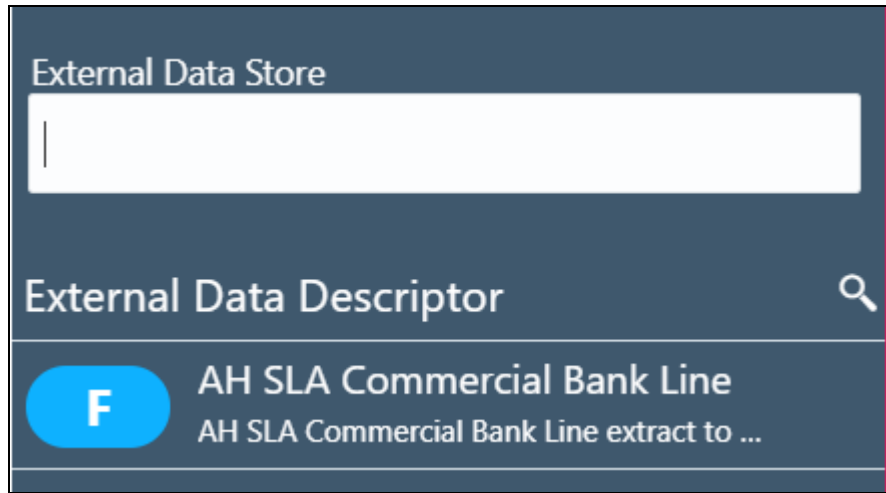 External Data Store
External Data Descriptor
F
AH SLA Commercial Bank Line
AH SLA Commercial Bank Line extract to ...